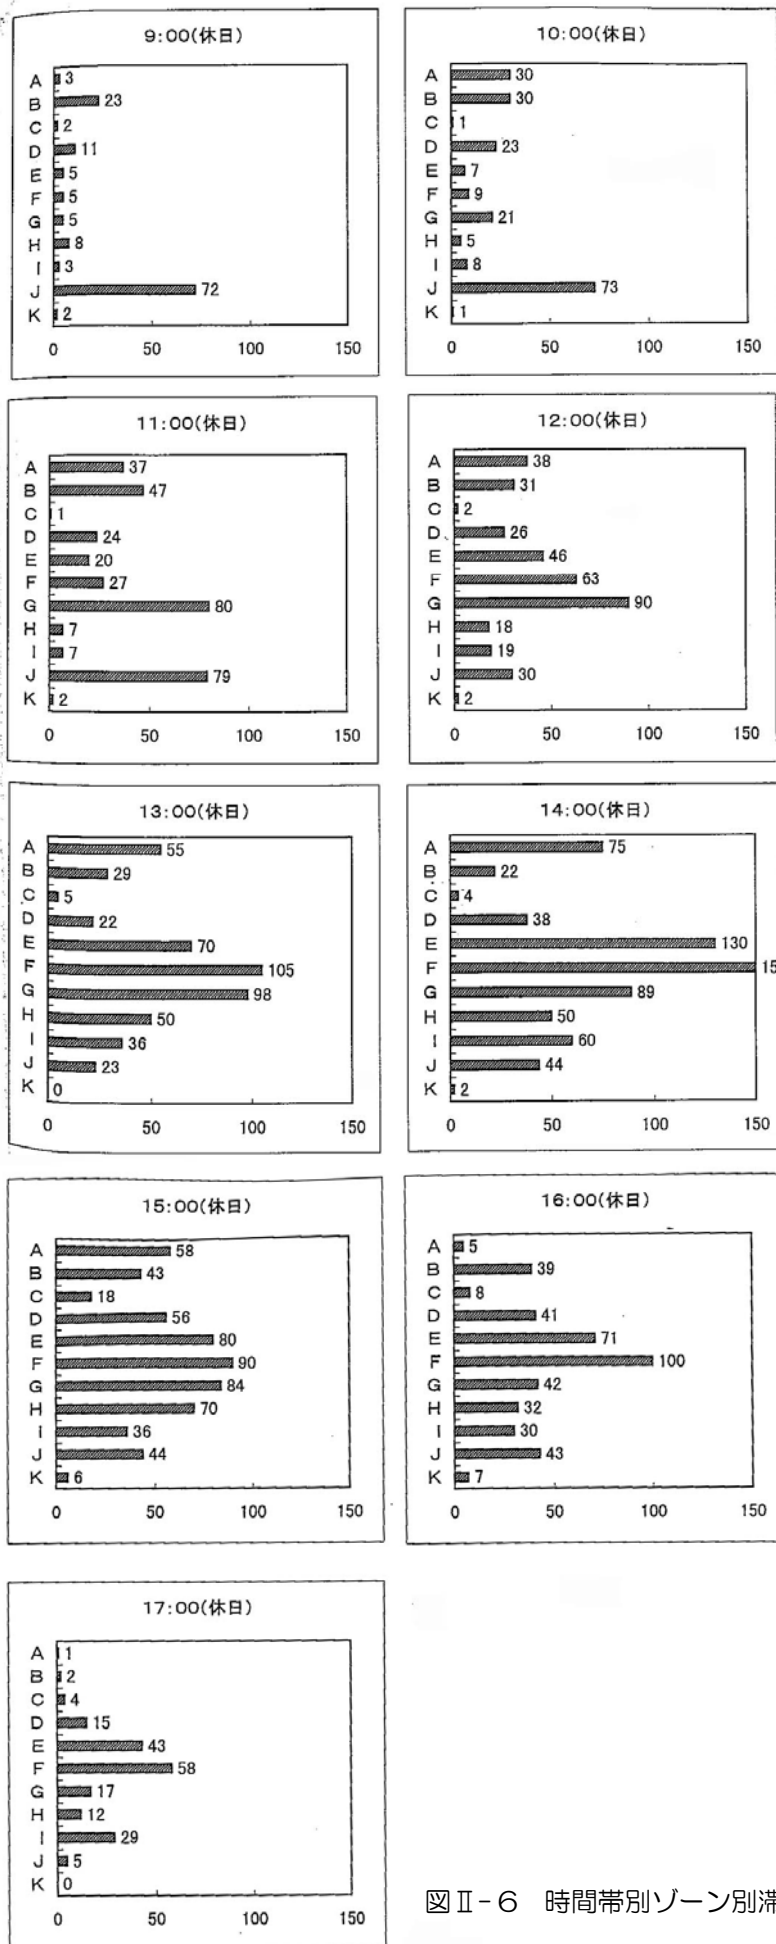 9:00(休日)
A 3
B 23
C 2
D 11
E 5
F 5
G 5
H 8
I 3
J 72
K 2
0 50 100 150
10:00(休日)
A 30
B 30
C 1
D 23
E 7
F 9
G 21
H 5
I 8
J 73
K 1
0 50 100 150
11:00(休日)
A 37
B 47
C 1
D 24
E 20
F 27
G 80
H 7
I 7
J 79
K 2
0 50 100 150
12:00(休日)
A 38
B 31
C 2
D 26
E 46
F 63
G 90
H 18
I 19
J 30
K 2
0 50 100 150
13:00(休日)
A 55
B 29
C 5
D 22
E 70
F 105
G 98
H 50
I 36
J 23
K 0
0 50 100 150
14:00(休日)
A 75
B 22
C 4
D 38
E 130
F 15
G 89
H 50
I 60
J 44
K 2
0 50 100 150
15:00(休日)
A 58
B 43
C 18
D 56
E 80
F 90
G 84
H 70
I 36
J 44
K 6
0 50 100 150
16:00(休日)
A 5
B 39
C 8
D 41
E 71
F 100
G 42
H 32
I 30
J 43
K 7
0 50 100 150
17:00(休日)
A 1
B 2
C 4
D 15
E 43
F 58
G 17
H 12
I 29
J 5
K 0
0 50 100 150
図Ⅱ-6 時間帯別ゾーン別滞